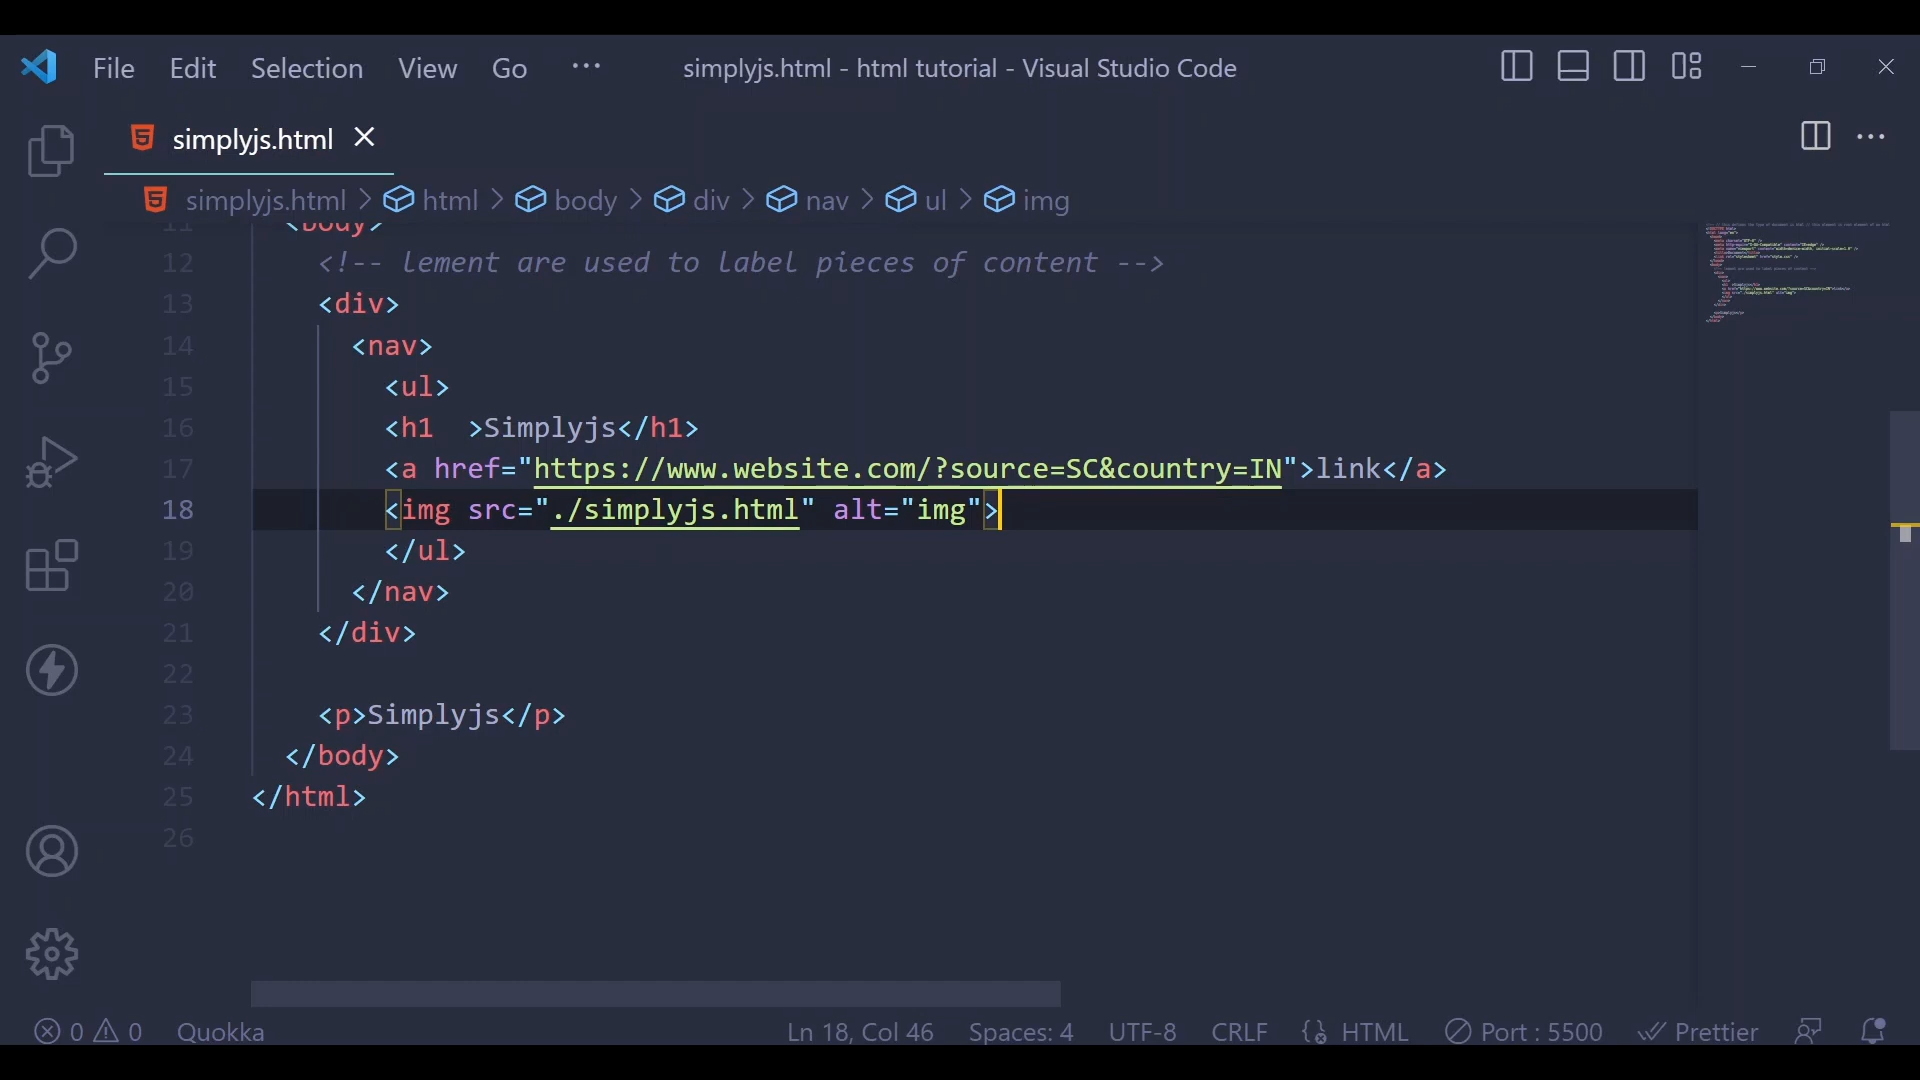 File Edit Selection View Go ··· simplyjs.html - html tutorial - Visual Studio Code
simplyjs.html
simplyjs.html > html > body > div > nav > ul > img
11 <body>
12 <!-- lement are used to label pieces of content -->
13 <div>
14 <nav>
15 <ul>
16 <h1  >Simplyjs</h1>
17 <a href="https://www.website.com/?source=SC&country=IN">link</a>
18 <img src="./simplyjs.html" alt="img">
19 </ul>
20 </nav>
21 </div>
22
23 <p>Simplyjs</p>
24 </body>
25 </html>
26
0 0 Quokka Ln 18, Col 46 Spaces: 4 UTF-8 CRLF HTML Port : 5500 Prettier